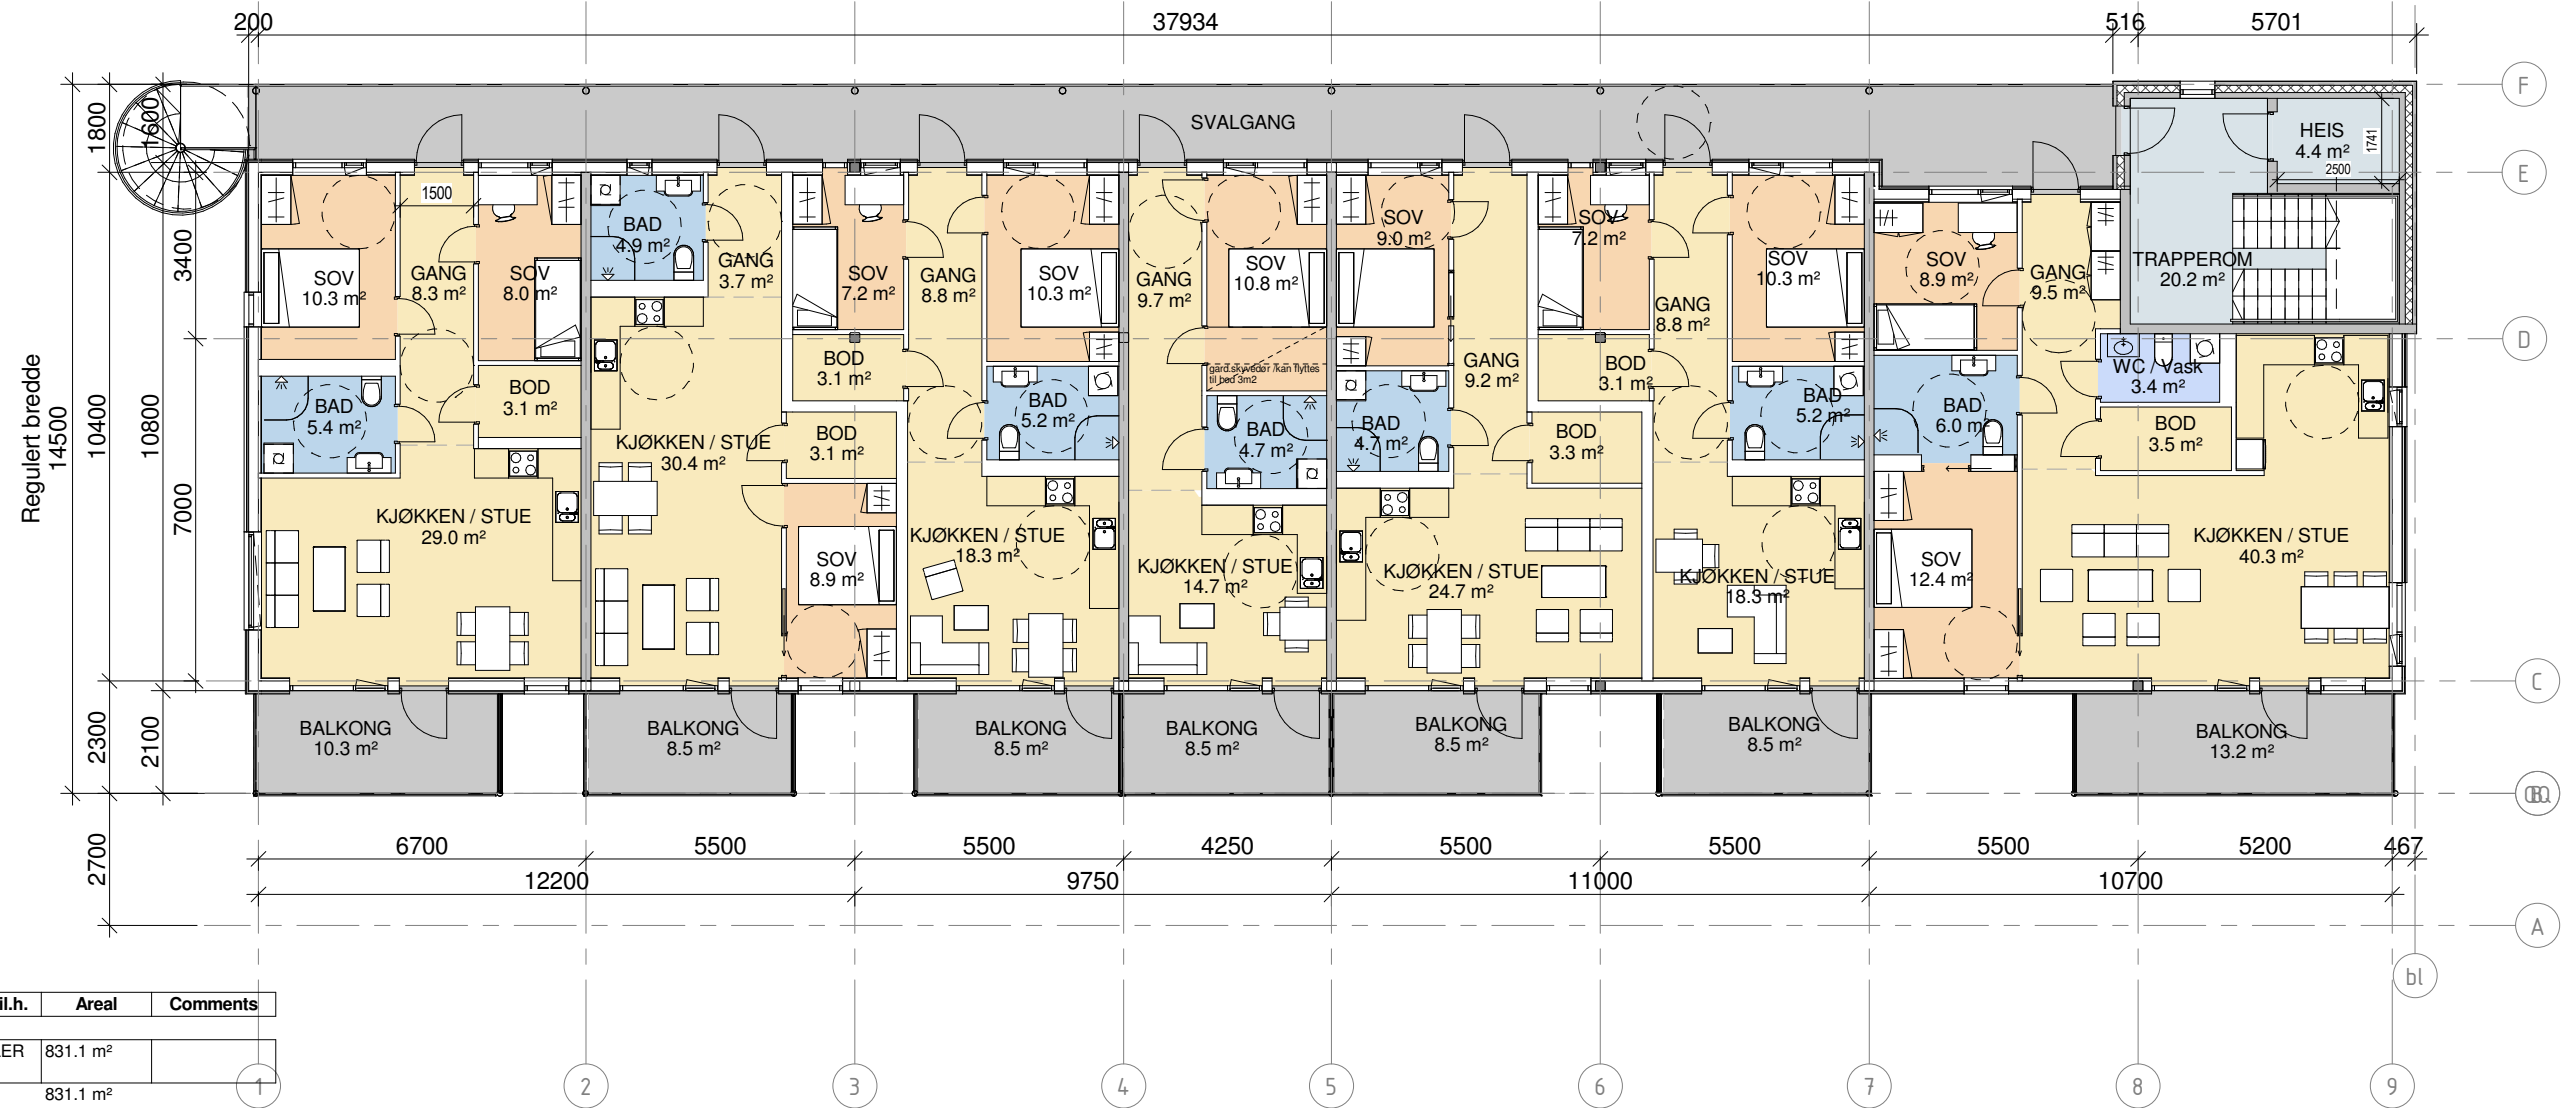 200
37934
516
5701
F
1800
1600
SVALGANG
HEIS
4.4 m²
1741
2500
E
1500
3400
SOV
10.3 m²
GANG
8.3 m²
SOV
8.0 m²
BAD
4.9 m²
GANG
3.7 m²
SOV
7.2 m²
GANG
8.8 m²
SOV
10.3 m²
GANG
9.7 m²
SOV
10.8 m²
SOV
9.0 m²
SOV
7.2 m²
GANG
8.8 m²
SOV
10.3 m²
SOV
8.9 m²
GANG
9.5 m²
TRAPPEROM
20.2 m²
D
Regulert bredde
14500
10400
10800
7000
BOD
3.1 m²
gard.skyvedør /kan flyttes
til bod 3m2
GANG
9.2 m²
BOD
3.1 m²
WC / Vask
3.4 m²
BAD
5.4 m²
BOD
3.1 m²
KJØKKEN / STUE
30.4 m²
BOD
3.1 m²
BAD
5.2 m²
BAD
4.7 m²
BAD
4.7 m²
BOD
3.3 m²
BAD
5.2 m²
BAD
6.0 m²
BOD
3.5 m²
KJØKKEN / STUE
29.0 m²
SOV
8.9 m²
KJØKKEN / STUE
18.3 m²
KJØKKEN / STUE
14.7 m²
KJØKKEN / STUE
24.7 m²
KJØKKEN / STUE
18.3 m²
SOV
12.4 m²
KJØKKEN / STUE
40.3 m²
C
2300
2100
BALKONG
10.3 m²
BALKONG
8.5 m²
BALKONG
8.5 m²
BALKONG
8.5 m²
BALKONG
8.5 m²
BALKONG
8.5 m²
BALKONG
13.2 m²
2700
6700
5500
5500
4250
5500
5500
5500
5200
467
12200
9750
11000
10700
A
bl
il.h.
Areal
Comments
ER
831.1 m²
831.1 m²
1
2
3
4
5
6
7
8
9